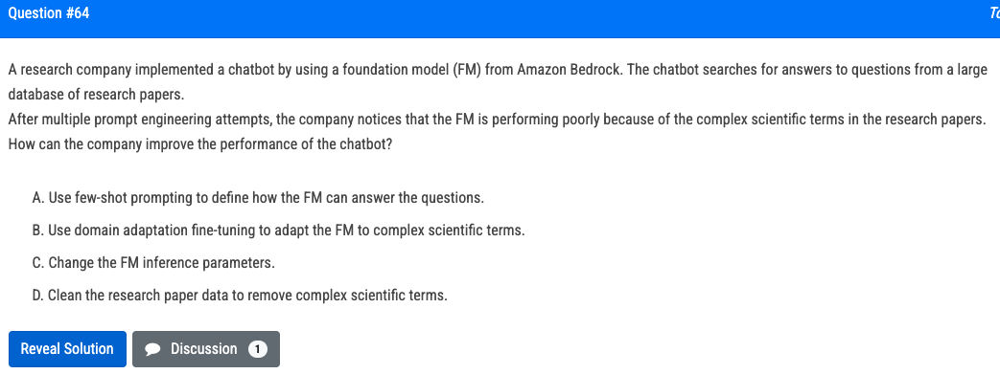 Question #64
A research company implemented a chatbot by using a foundation model (FM) from Amazon Bedrock. The chatbot searches for answers to questions from a large
database of research papers.
After multiple prompt engineering attempts, the company notices that the FM is performing poorly because of the complex scientific terms in the research papers.
How can the company improve the performance of the chatbot?
A. Use few-shot prompting to define how the FM can answer the questions.
B. Use domain adaptation fine-tuning to adapt the FM to complex scientific terms.
C. Change the FM inference parameters.
D. Clean the research paper data to remove complex scientific terms.
Reveal Solution
Discussion 1